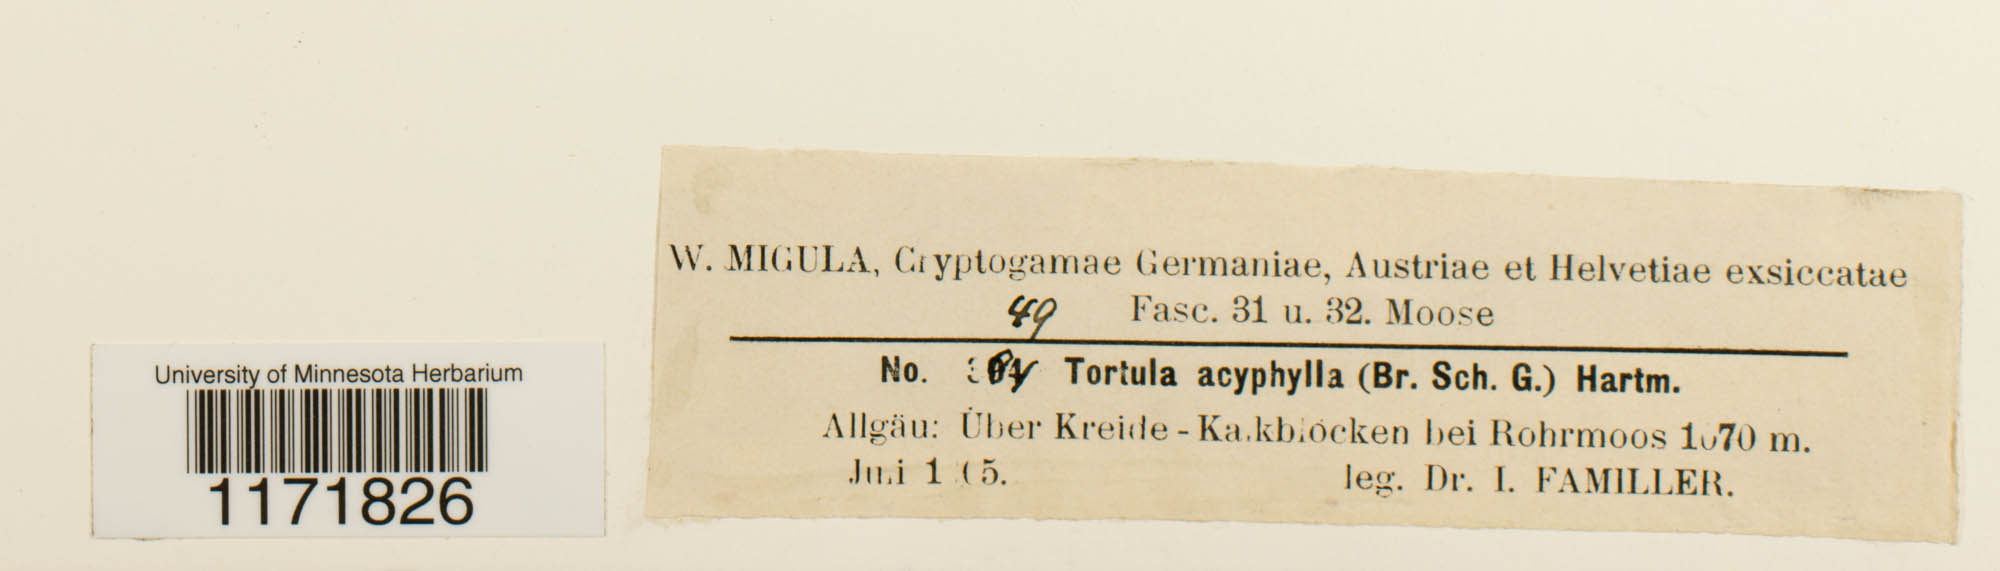 University of Minnesota Herbarium
1171826
W. MIGULA, Cryptogamae Germaniae, Austriae et Helvetiae exsiccatae
49 Fasc. 31 u. 32. Moose
No. Tortula acyphylla (Br. Sch. G.) Hartm.
Allgäu: Über Kreide-Kalkblöcken bei Rohrmoos 1070 m.
leg. Dr. I. FAMILLER.